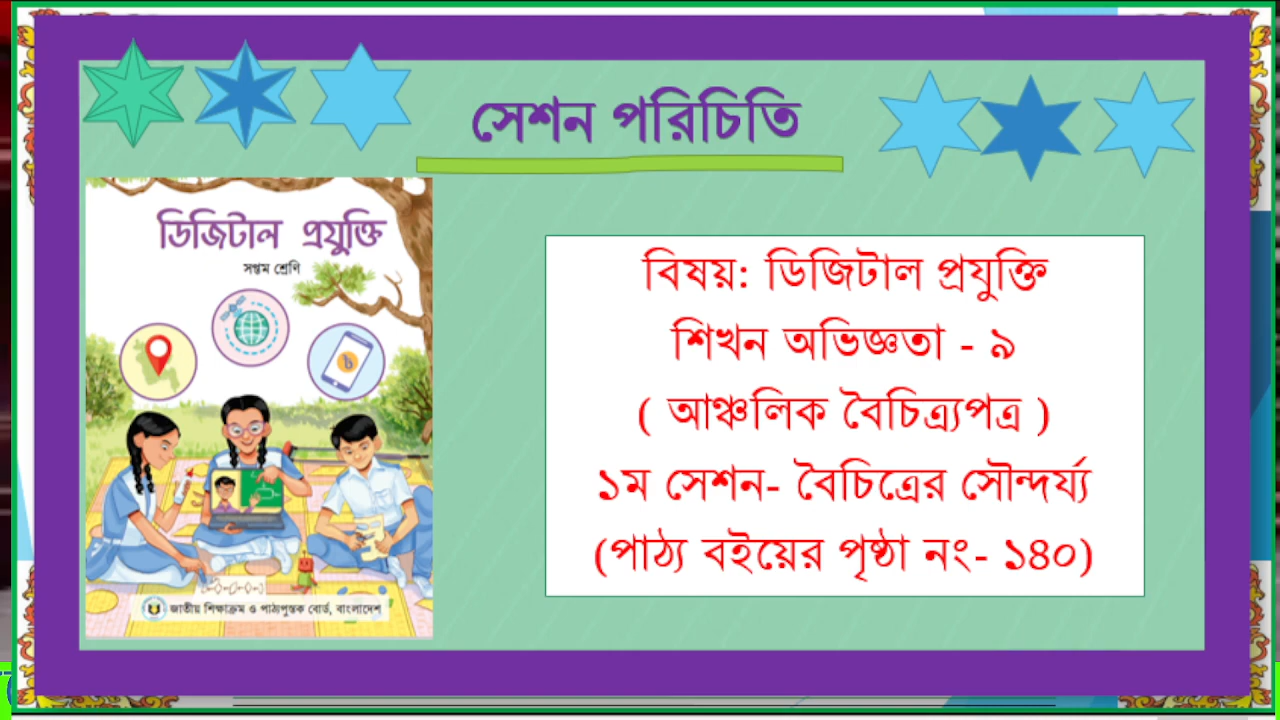 সেশন পরিচিতি
ডিজিটাল প্রযুক্তি
সপ্তম শ্রেণি
জাতীয় শিক্ষাক্রম ও পাঠ্যপুস্তক বোর্ড, বাংলাদেশ
বিষয়: ডিজিটাল প্রযুক্তি
শিখন অভিজ্ঞতা - ৯
( আঞ্চলিক বৈচিত্র্যপত্র )
১ম সেশন- বৈচিত্রের সৌন্দর্য্য
(পাঠ্য বইয়ের পৃষ্ঠা নং- ১৪০)